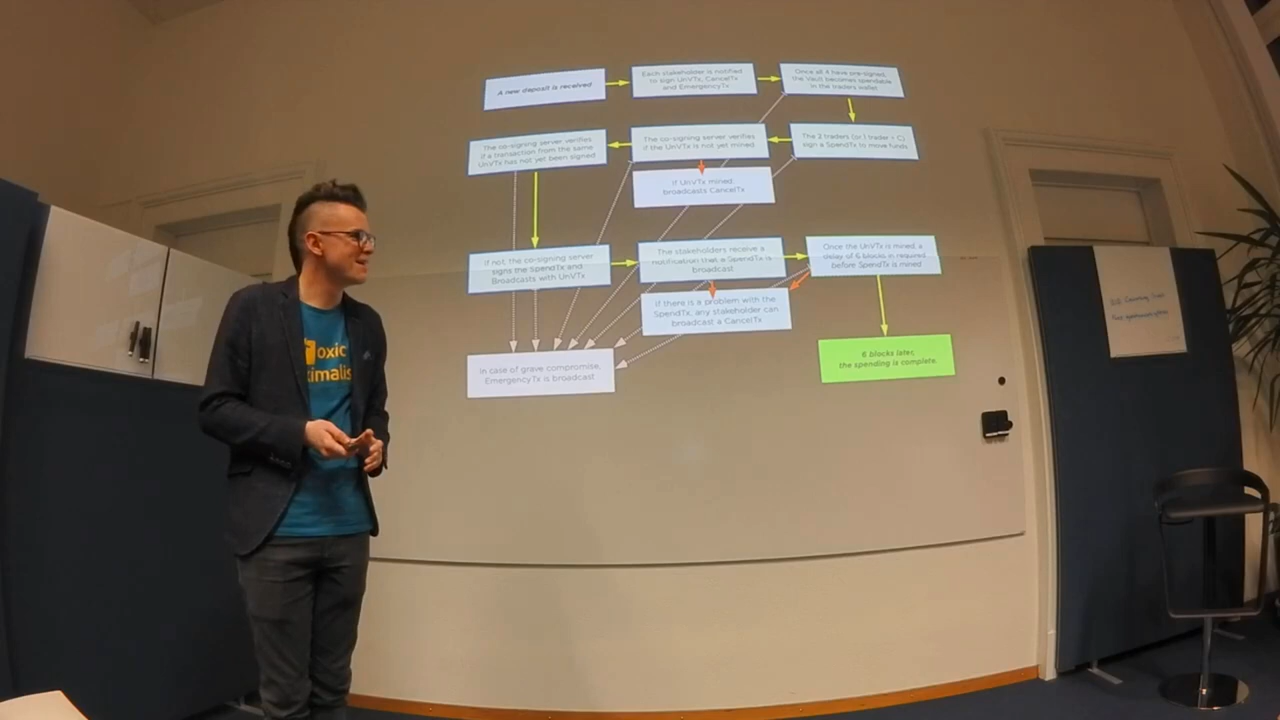 A new deposit is received
Each stakeholder is notified
to sign UnVTx, CancelTx
and EmergencyTx
Once all 4 have pre-signed,
the Vault becomes spendable
in the traders wallet
The co-signing server verifies
if a transaction from the same
UnVTx has not yet been signed
The co-signing server verifies
if the UnVTx is not yet mined
The 2 traders (or 1 trader + C)
sign a SpendTx to move funds
If UnVTx mined,
broadcasts CancelTx
If not, the co-signing server
signs the SpendTx and
Broadcasts with UnVTx
The stakeholders receive a
notification that a SpendTx is
broadcast
Once the UnVTx is mined, a
delay of 6 blocks in required
before SpendTx is mined
If there is a problem with the
SpendTx, any stakeholder can
broadcast a CancelTx
In case of grave compromise,
EmergencyTx is broadcast
6 blocks later,
the spending is complete.
oxic
ximalis